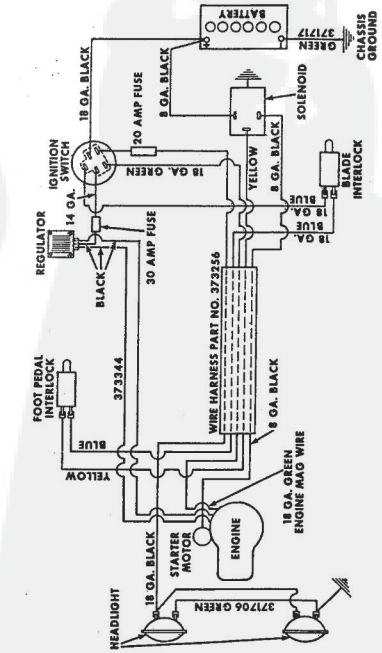 BATTERY
371717
GREEN
CHASSIS
GROUND
18 GA. BLACK
8 GA. BLACK
SOLENOID
20 AMP FUSE
IGNITION
SWITCH
18 GA. GREEN
YELLOW
8 GA. BLACK
14 GA.
REGULATOR
BLACK
30 AMP FUSE
BLUE
18 GA.
BLUE
18 GA.
BLADE
INTERLOCK
WIRE HARNESS PART NO. 373256
373344
FOOT PEDAL
INTERLOCK
BLUE
YELLOW
8 GA. BLACK
18 GA. GREEN
ENGINE MAG WIRE
18 GA. BLACK
STARTER
MOTOR
ENGINE
371706 GREEN
HEADLIGHT